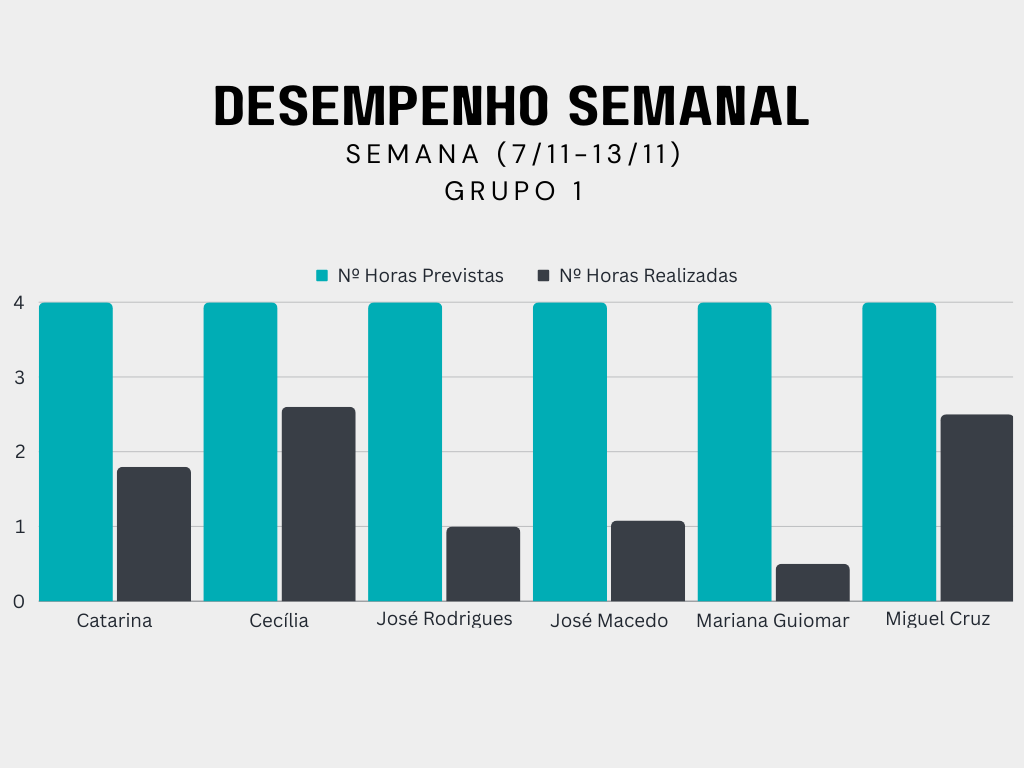 DESEMPENHO SEMANAL
SEMANA (7/11-13/11)
GRUPO 1
Nº Horas Previstas Nº Horas Realizadas
4
3
2
1
0
Catarina Cecília José Rodrigues José Macedo Mariana Guiomar Miguel Cruz